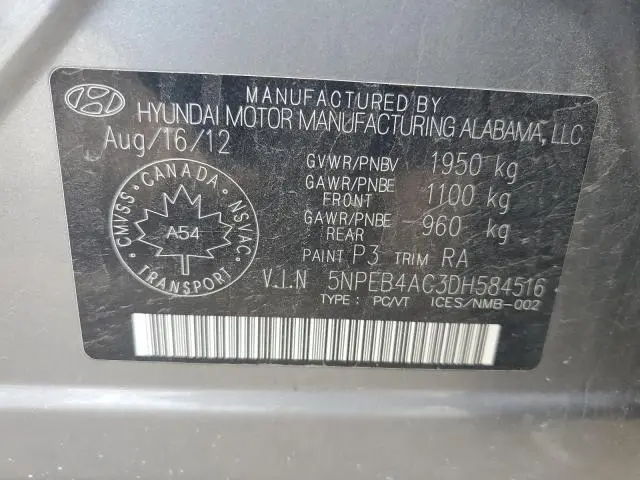 MANUFACTURED BY
HYUNDAI MOTOR MANUFACTURING ALABAMA, LLC
Aug/16/12
GVWR/PNBV 1950 kg
GAWR/PNBE FRONT 1100 kg
GAWR/PNBE REAR 960 kg
PAINT P3 TRIM RA
CANADA
CMVSS
NSVAC
A54
TRANSPORT
V.I.N 5NPEB4AC3DH584516
TYPE : PC/VT ICES/NMB-002